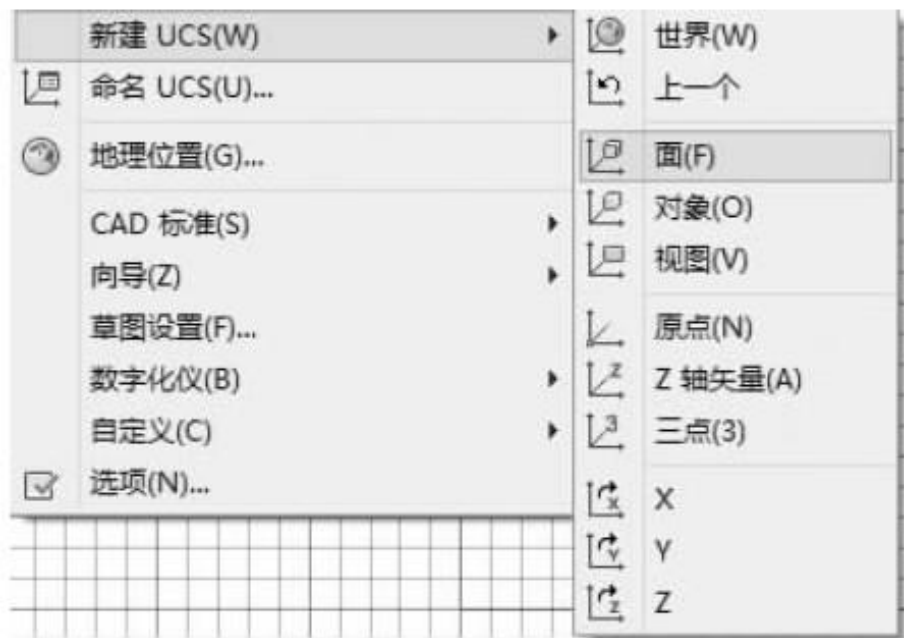 新建 UCS(W)
命名 UCS(U)...
地理位置(G)...
CAD 标准(S)
向导(Z)
草图设置(F)...
数字化仪(B)
自定义(C)
选项(N)...
世界(W)
上一个
面(F)
对象(O)
视图(V)
原点(N)
Z 轴矢量(A)
三点(3)
X
Y
Z